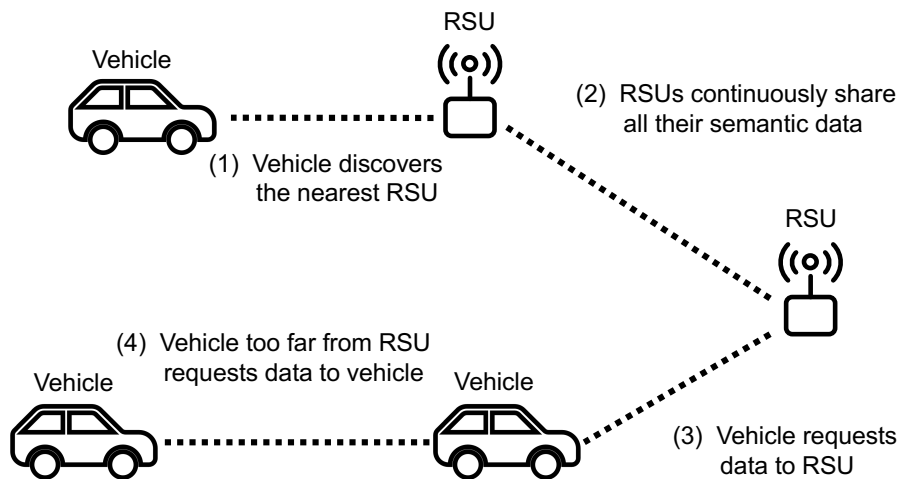 RSU
Vehicle
(2) RSUs continuously share
all their semantic data
(1) Vehicle discovers
the nearest RSU
RSU
(4) Vehicle too far from RSU
requests data to vehicle
Vehicle
Vehicle
(3) Vehicle requests
data to RSU